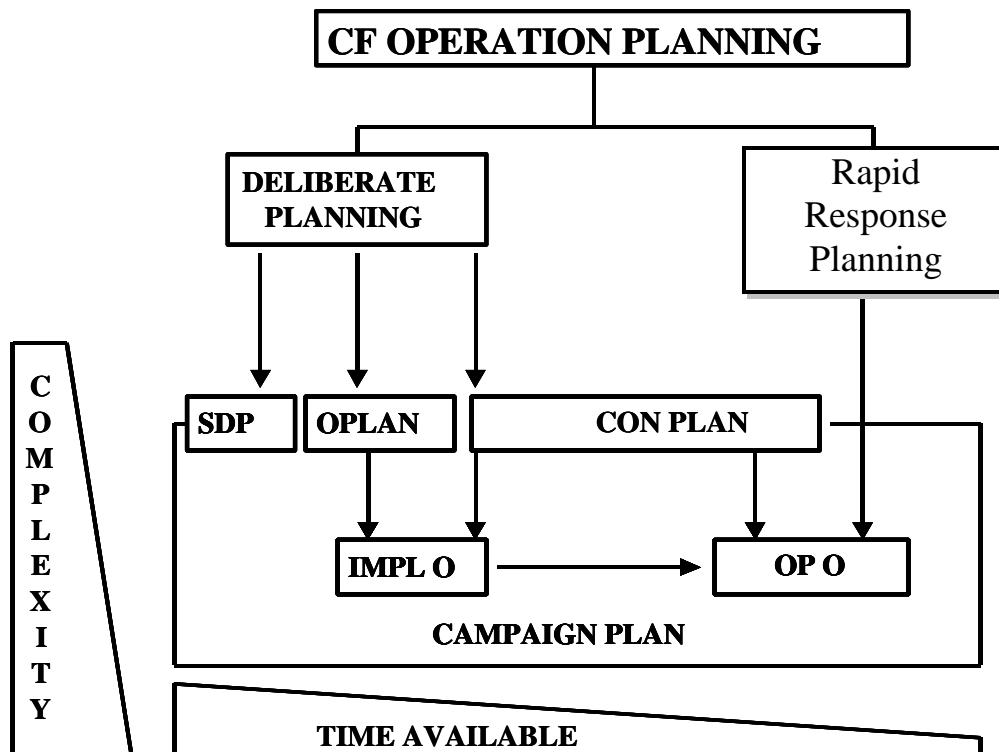 CF OPERATION PLANNING
DELIBERATE
PLANNING
Rapid
Response
Planning
C
O
M
P
L
E
X
I
T
Y
SDP
OPLAN
CON PLAN
IMPL O
OP O
CAMPAIGN PLAN
TIME AVAILABLE